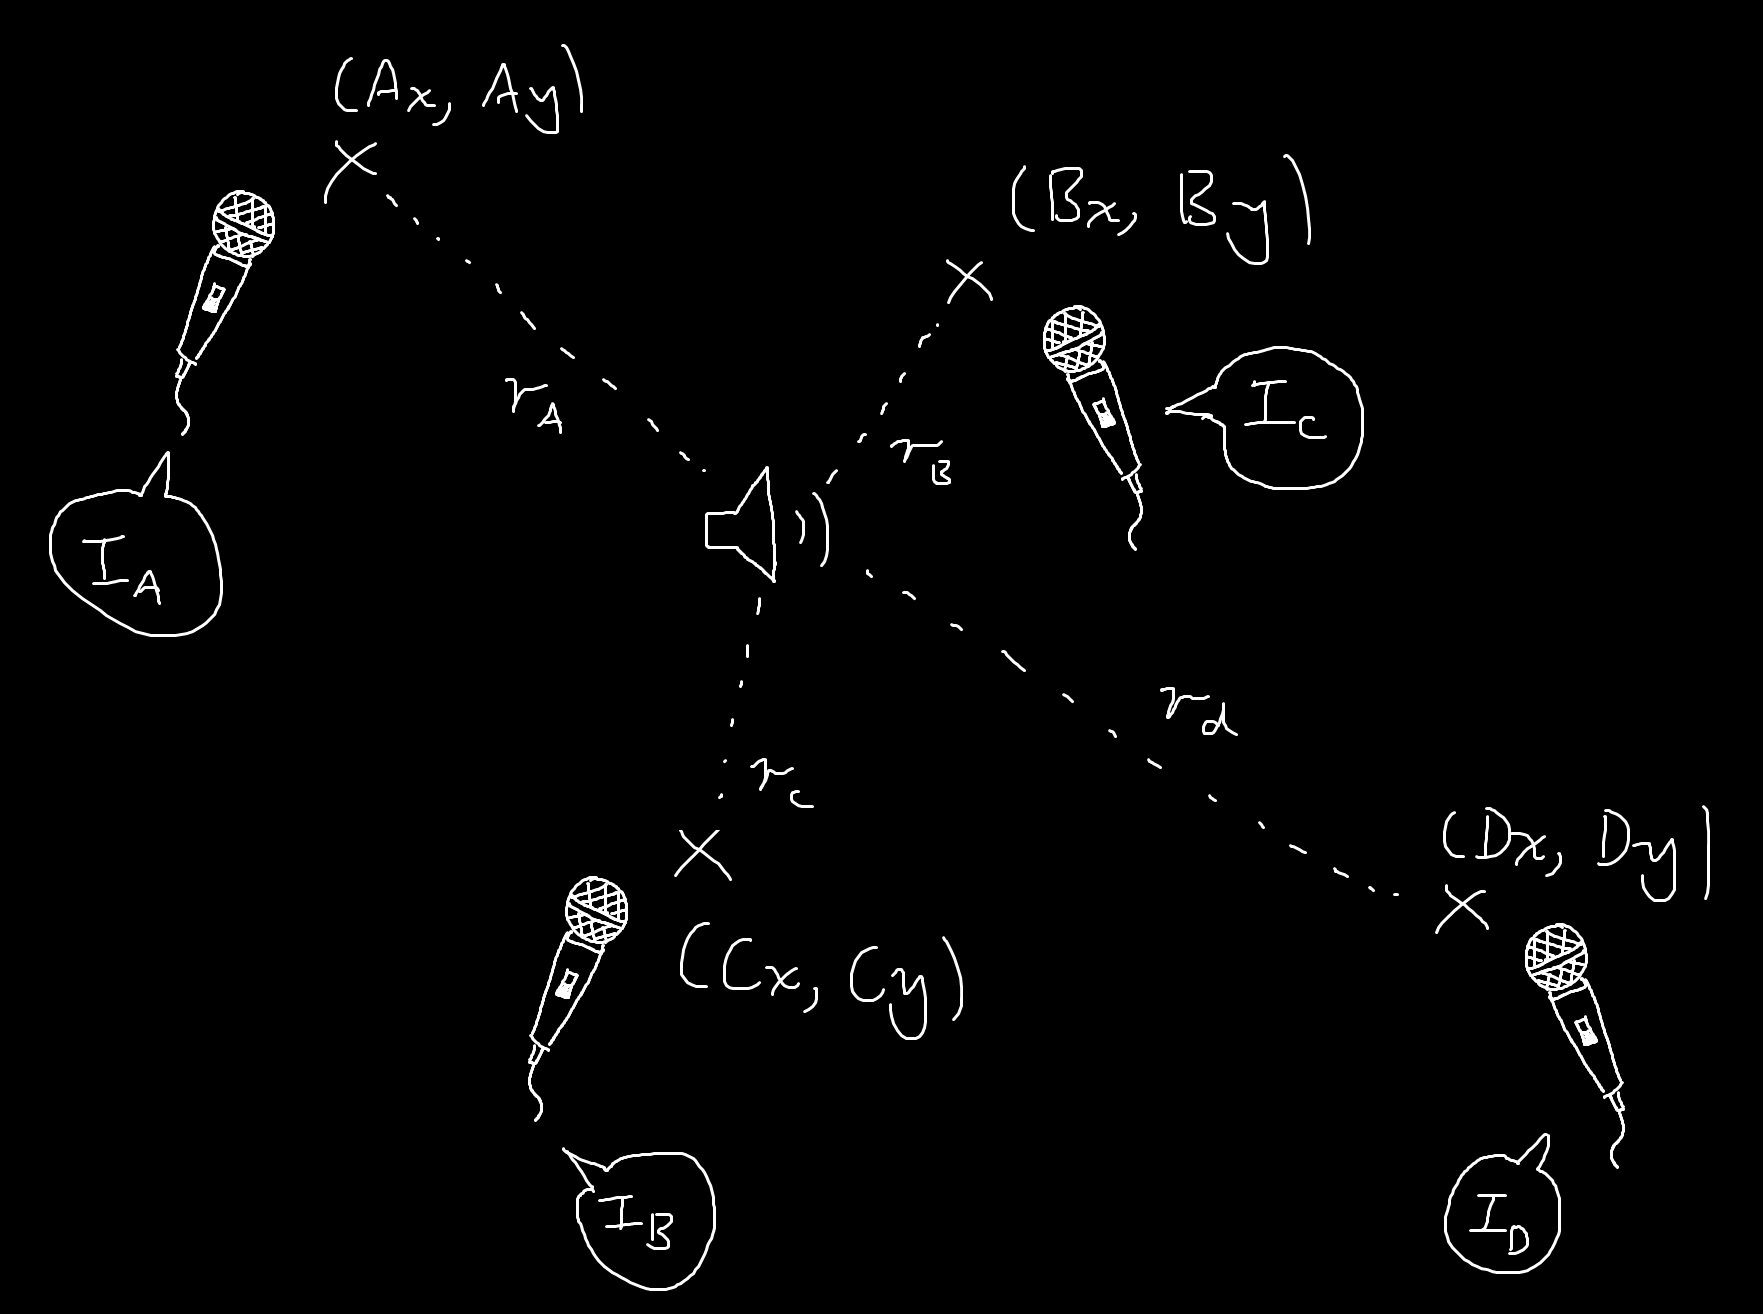 (Ax, Ay)
(Bx, By)
r_A
I_C
r_B
I_A
r_d
r_c
(Dx, Dy)
(Cx, Cy)
I_B
I_D